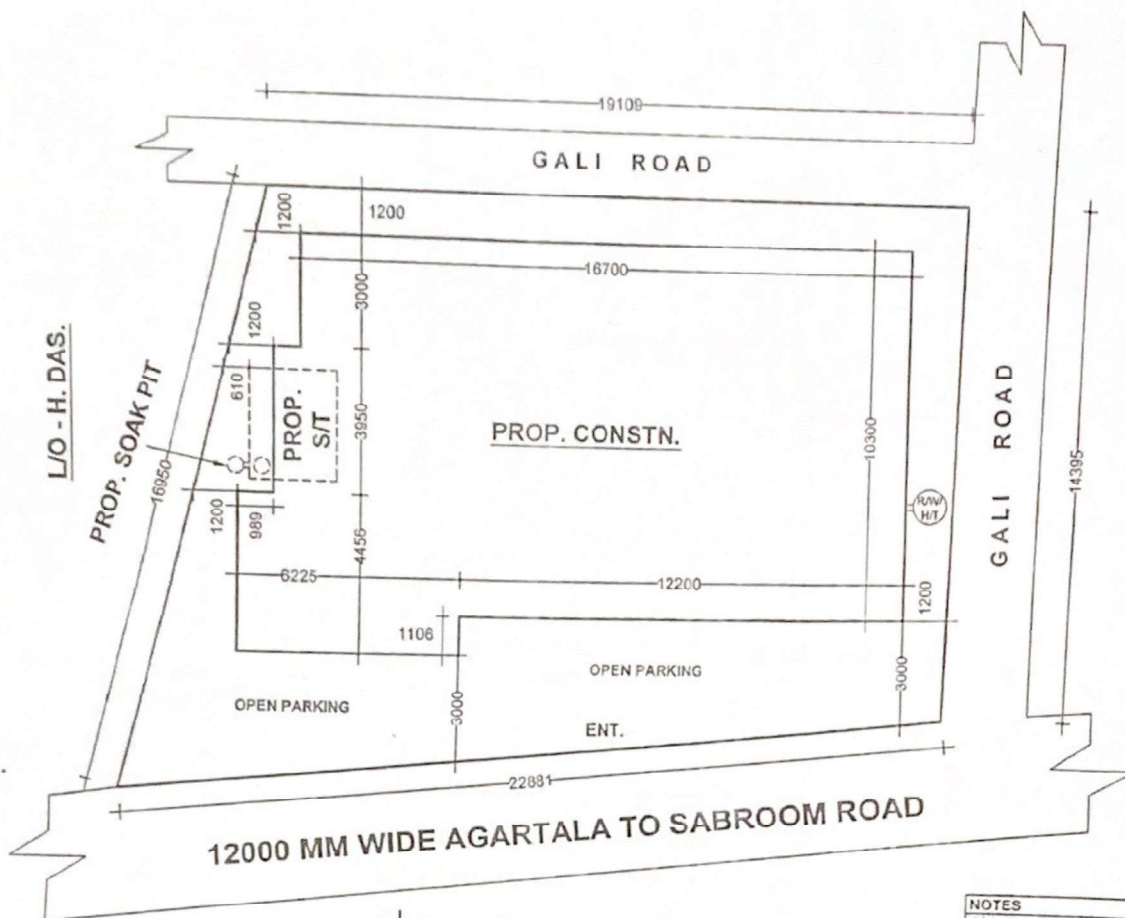 19109
GALI ROAD
1200
1200
16700
3000
1200
L/O - H. DAS.
PROP. SOAK PIT
610
PROP.
S/T
3950
PROP. CONSTN.
10300
GALI ROAD
14395
16950
R/W/
H/T
1200
989
4456
6225
12200
1200
1106
OPEN PARKING
3000
3000
OPEN PARKING
ENT.
22881
12000 MM WIDE AGARTALA TO SABROOM ROAD
NOTES